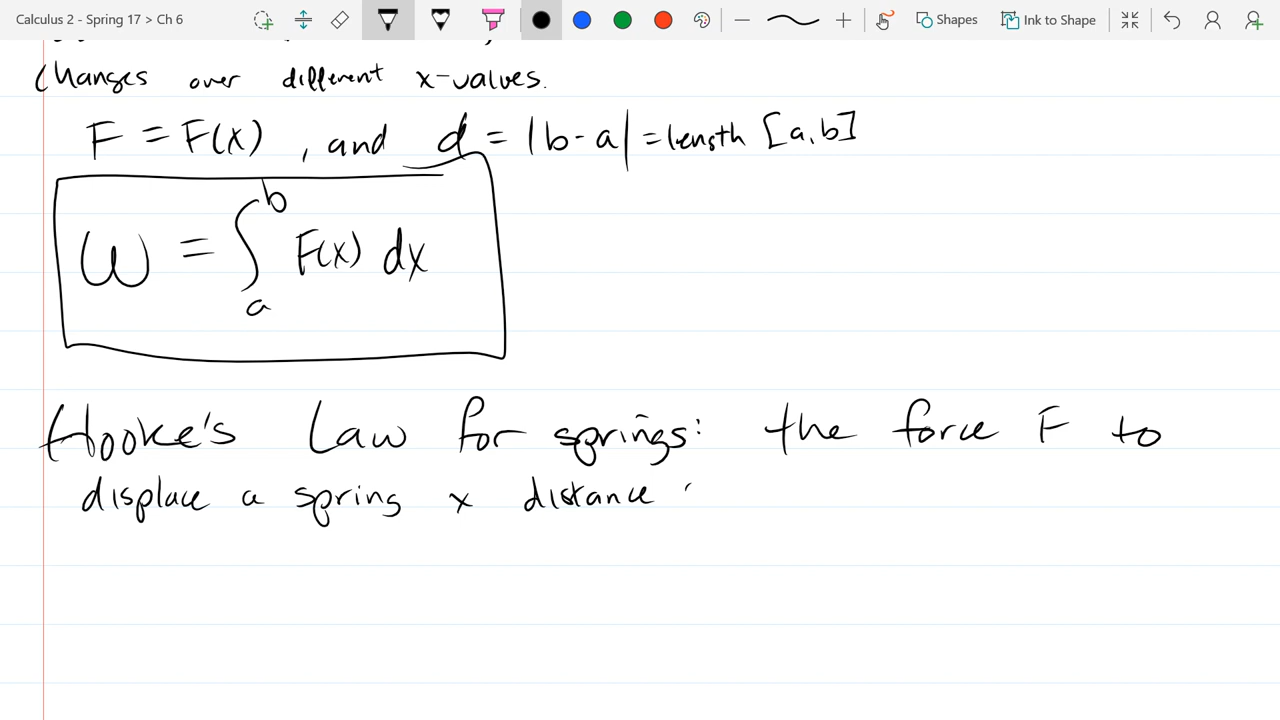 Calculus 2 - Spring 17 > Ch 6
Shapes
Ink to Shape
Changes over different x-values.
F = F(x) , and d = |b-a| = length [a,b]
W = ∫_a^b F(x) dx
Hooke's Law for springs: the force F to
displace a spring x distance